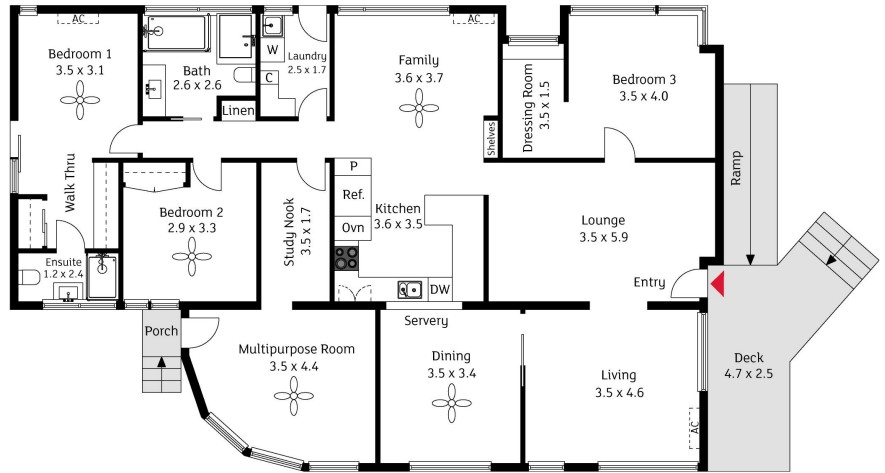 AC
Bedroom 1
3.5 x 3.1
Bath
2.6 x 2.6
Linen
W
C
Laundry
2.5 x 1.7
Family
3.6 x 3.7
AC
Shelves
Dressing Room
3.5 x 1.5
Bedroom 3
3.5 x 4.0
Ramp
Walk Thru
Bedroom 2
2.9 x 3.3
Study Nook
3.5 x 1.7
P
Ref.
Ovn
Kitchen
3.6 x 3.5
DW
Lounge
3.5 x 5.9
Entry
Ensuite
1.2 x 2.4
Porch
Servery
Multipurpose Room
3.5 x 4.4
Dining
3.5 x 3.4
Living
3.5 x 4.6
AC
Deck
4.7 x 2.5